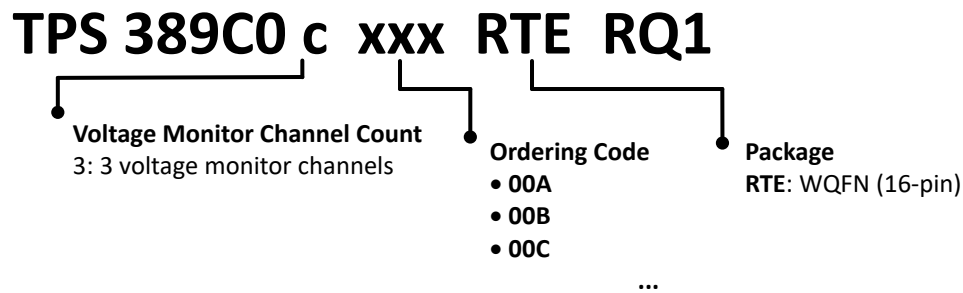 TPS 389C0 c xxx RTE RQ1
Voltage Monitor Channel Count
3: 3 voltage monitor channels
Ordering Code
• 00A
• 00B
• 00C
...
Package
RTE: WQFN (16-pin)